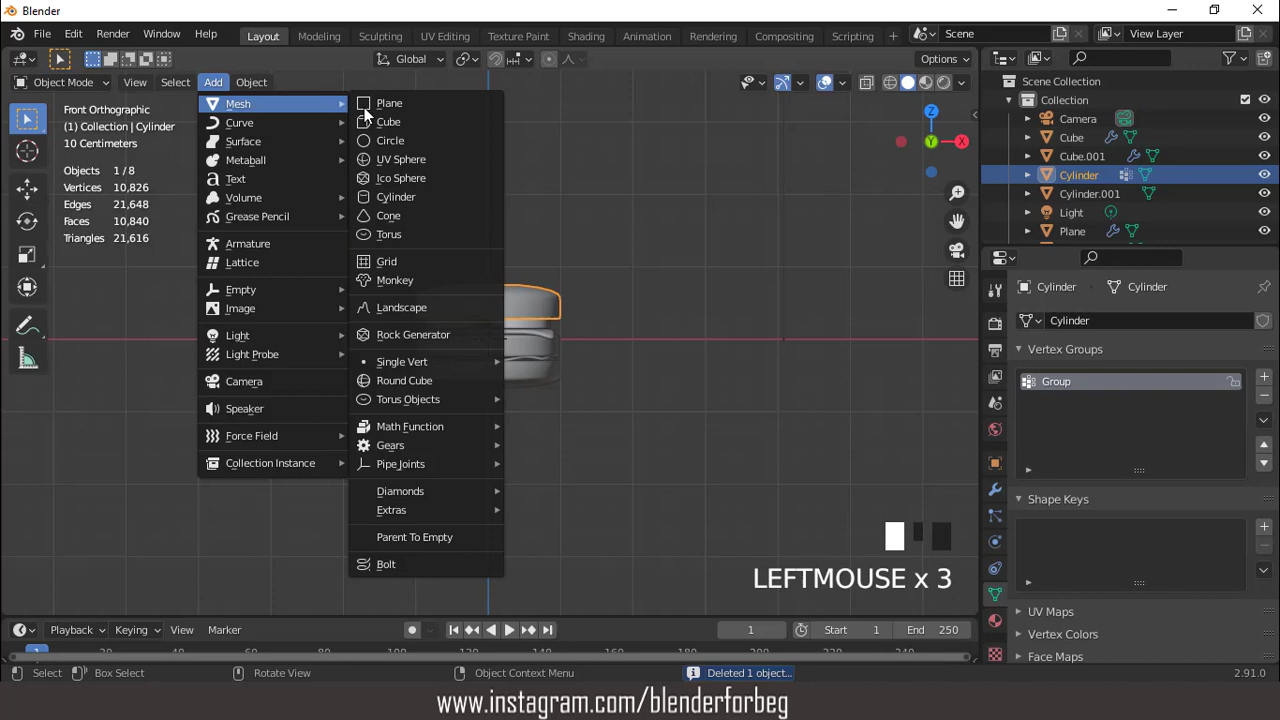 Blender
File Edit Render Window Help Layout Modeling Sculpting UV Editing Texture Paint Shading Animation Rendering Compositing Scripting Scene View Layer
Global Options
Object Mode View Select Add Object
Front Orthographic
(1) Collection | Cylinder
10 Centimeters
Objects 1 / 8
Vertices 10,826
Edges 21,648
Faces 10,840
Triangles 21,616
Mesh
Curve
Surface
Metaball
Text
Volume
Grease Pencil
Armature
Lattice
Empty
Image
Light
Light Probe
Camera
Speaker
Force Field
Collection Instance
Plane
Cube
Circle
UV Sphere
Ico Sphere
Cylinder
Cone
Torus
Grid
Monkey
Landscape
Rock Generator
Single Vert
Round Cube
Torus Objects
Math Function
Gears
Pipe Joints
Diamonds
Extras
Parent To Empty
Bolt
Z
Y
X
LEFTMOUSE x 3
Scene Collection
Collection
Camera
Cube
Cube.001
Cylinder
Cylinder.001
Light
Plane
Cylinder Cylinder
Cylinder
Vertex Groups
Group
Shape Keys
UV Maps
Vertex Colors
Face Maps
Playback Keying View Marker 1 Start 1 End 250
Select Box Select Rotate View Object Context Menu Deleted 1 object... 2.91.0
www.instagram.com/blenderforbeg